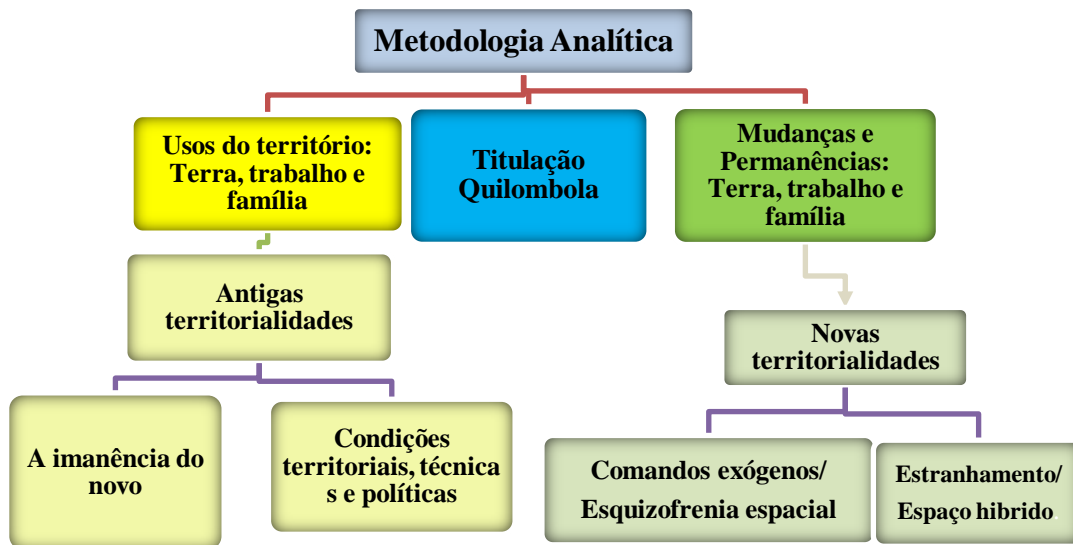 Metodologia Analítica
Usos do território:
Terra, trabalho e
família
Titulação
Quilombola
Mudanças e
Permanências:
Terra, trabalho e
família
Antigas
territorialidades
Novas
territorialidades
A imanência do
novo
Condições
territoriais, técnica
s e políticas
Comandos exógenos/
Esquizofrenia espacial
Estranhamento/
Espaço hibrido.